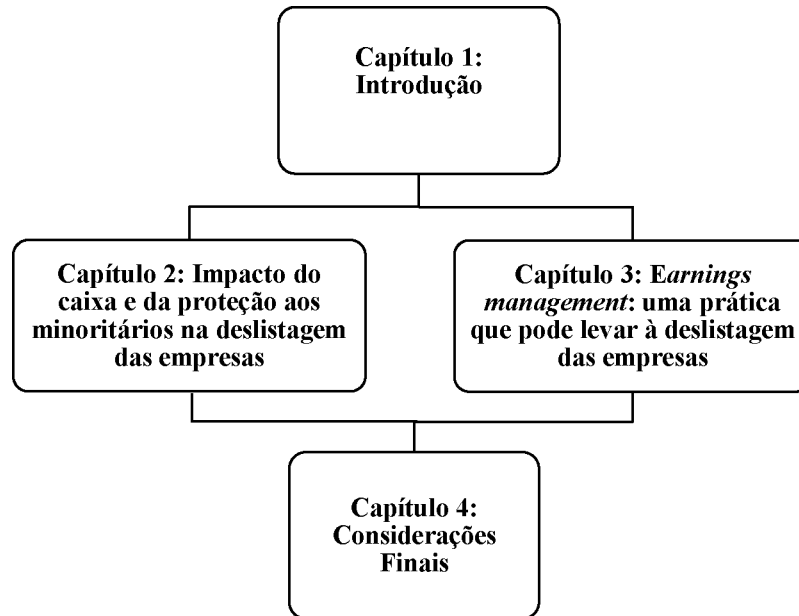 Capítulo 1:
Introdução
Capítulo 2: Impacto do
caixa e da proteção aos
minoritários na deslistagem
das empresas
Capítulo 3: Earnings
management: uma prática
que pode levar à deslistagem
das empresas
Capítulo 4:
Considerações
Finais